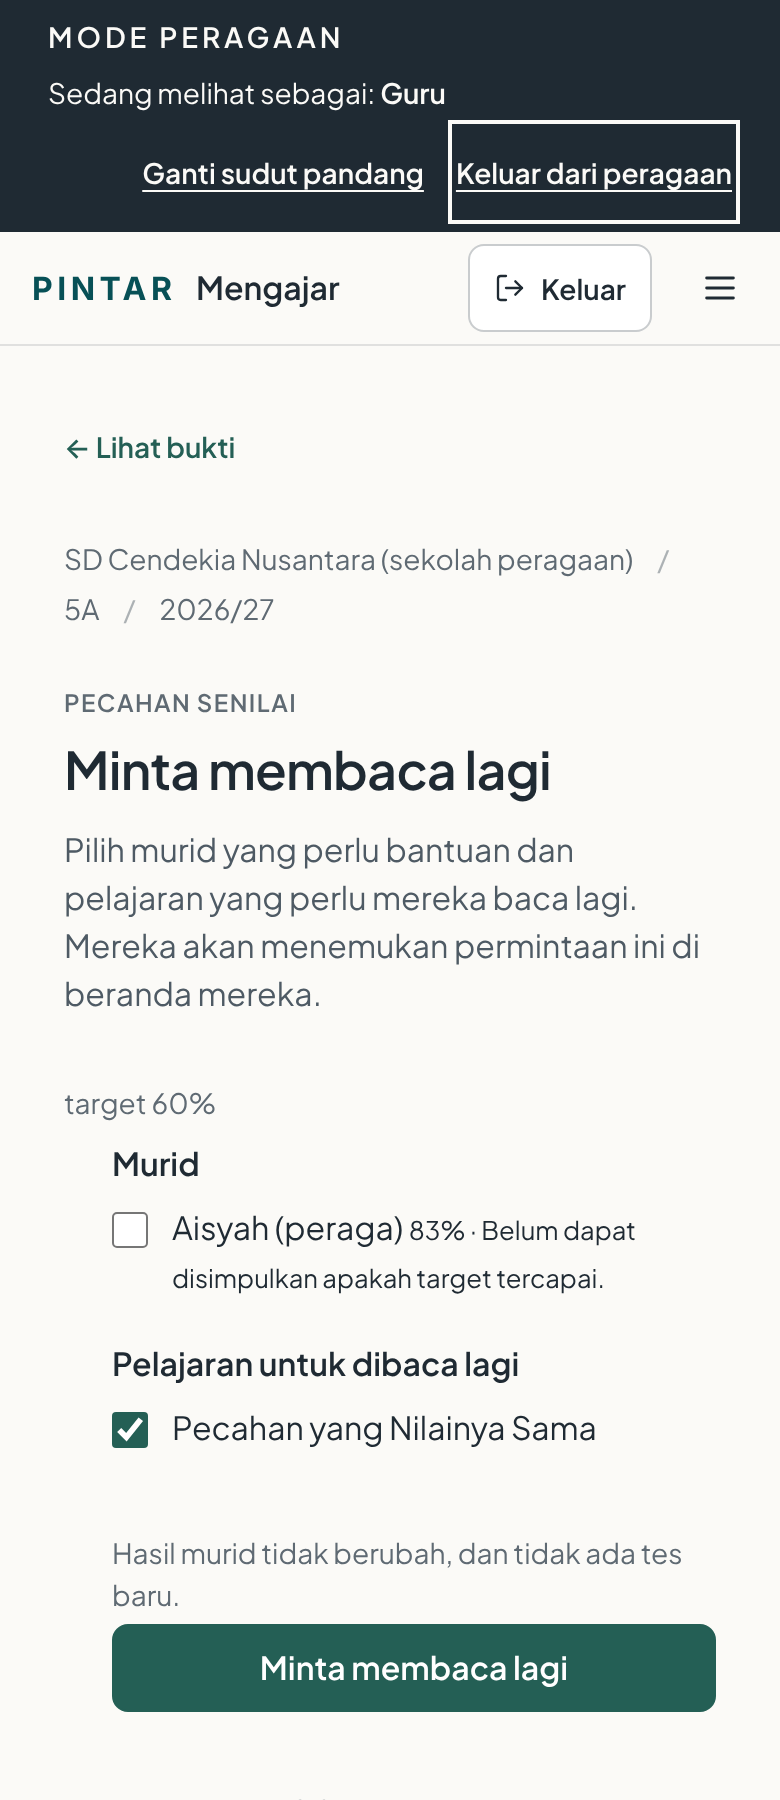 MODE PERAGAAN
Sedang melihat sebagai: Guru
Ganti sudut pandang
Keluar dari peragaan
PINTAR Mengajar
Keluar
← Lihat bukti
SD Cendekia Nusantara (sekolah peragaan) /
5A / 2026/27
PECAHAN SENILAI
Minta membaca lagi
Pilih murid yang perlu bantuan dan
pelajaran yang perlu mereka baca lagi.
Mereka akan menemukan permintaan ini di
beranda mereka.
target 60%
Murid
Aisyah (peraga) 83% · Belum dapat
disimpulkan apakah target tercapai.
Pelajaran untuk dibaca lagi
Pecahan yang Nilainya Sama
Hasil murid tidak berubah, dan tidak ada tes
baru.
Minta membaca lagi